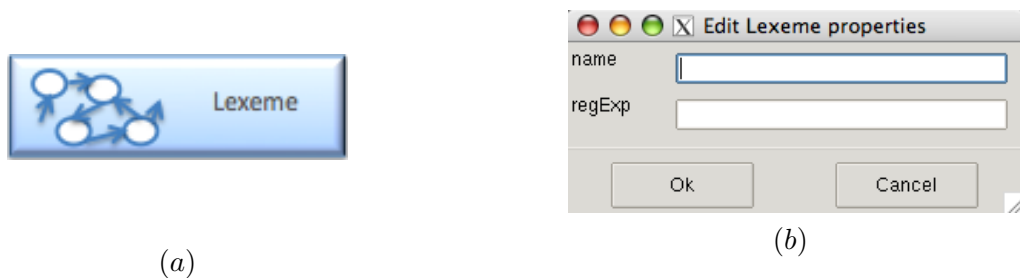 Lexeme
(a)
X Edit Lexeme properties
name
regExp
Ok Cancel
(b)